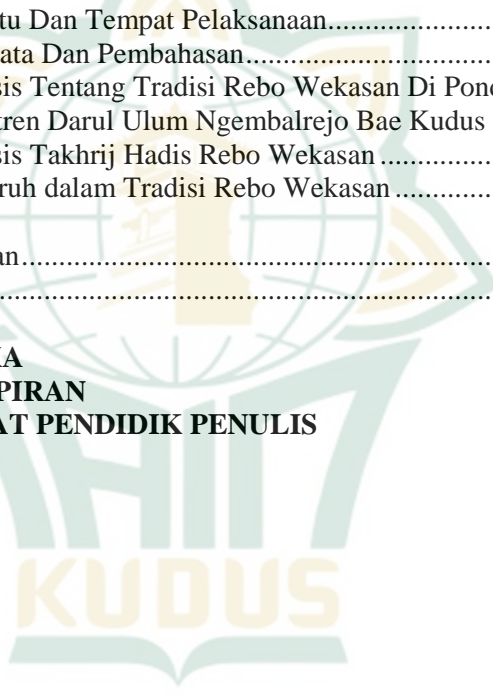 tu Dan Tempat Pelaksanaan
ata Dan Pembahasan
sis Tentang Tradisi Rebo Wekasan Di Pond
tren Darul Ulum Ngembalrejo Bae Kudus
sis Takhrij Hadis Rebo Wekasan
ruh dalam Tradisi Rebo Wekasan
an
KA
PIRAN
AT PENDIDIK PENULIS
KUDUS